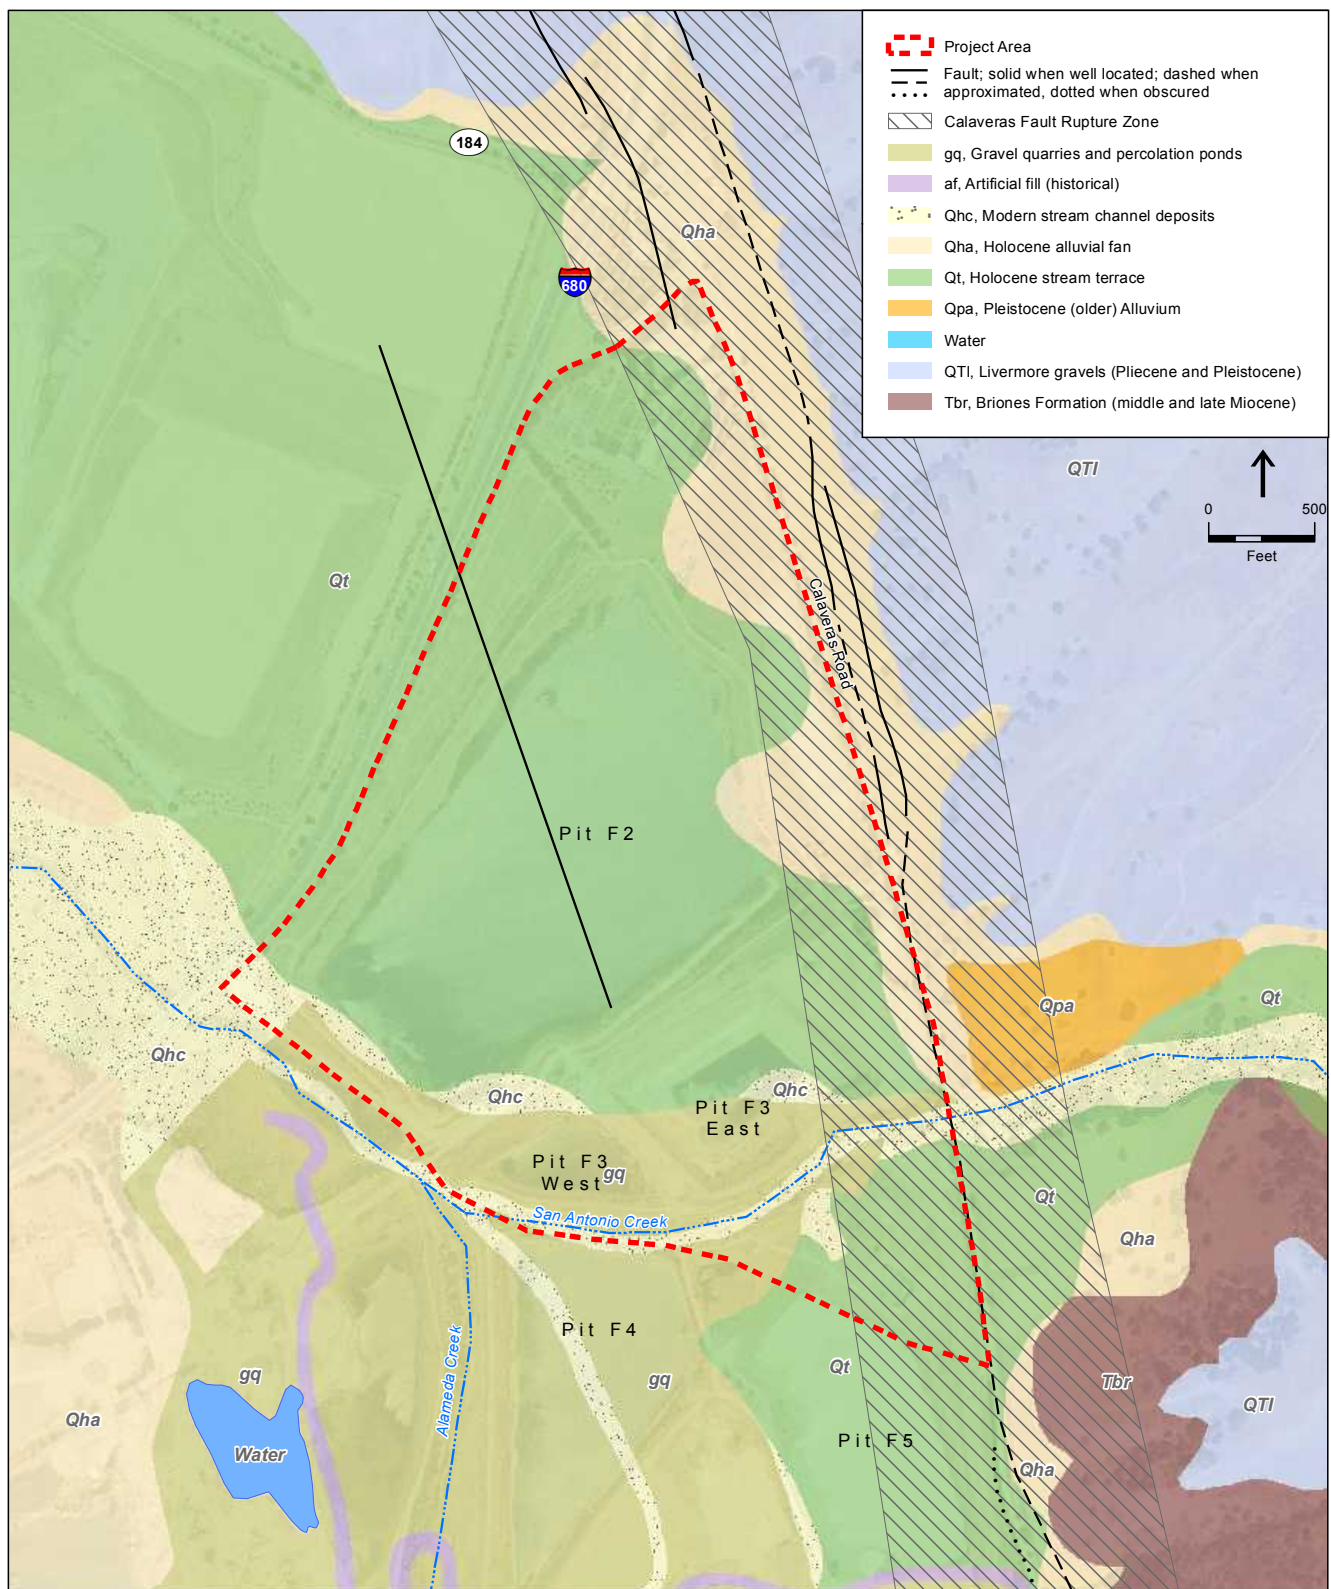 Project Area
Fault; solid when well located; dashed when
approximated, dotted when obscured
Calaveras Fault Rupture Zone
gq, Gravel quarries and percolation ponds
af, Artificial fill (historical)
Qhc, Modern stream channel deposits
Qha, Holocene alluvial fan
Qt, Holocene stream terrace
Qpa, Pleistocene (older) Alluvium
Water
QTl, Livermore gravels (Pliecene and Pleistocene)
Tbr, Briones Formation (middle and late Miocene)
184
Qha
680
QTl
0 500
Feet
Qt
Calaveras Road
Pit F2
Qpa
Qt
Qhc
Qhc
Qhc
Pit F3
East
Pit F3
West
gq
Qt
San Antonio Creek
Qha
Pit F4
Alameda Creek
gq
gq
Qt
Tbr
QTl
Qha
Water
Pit F5
Qha